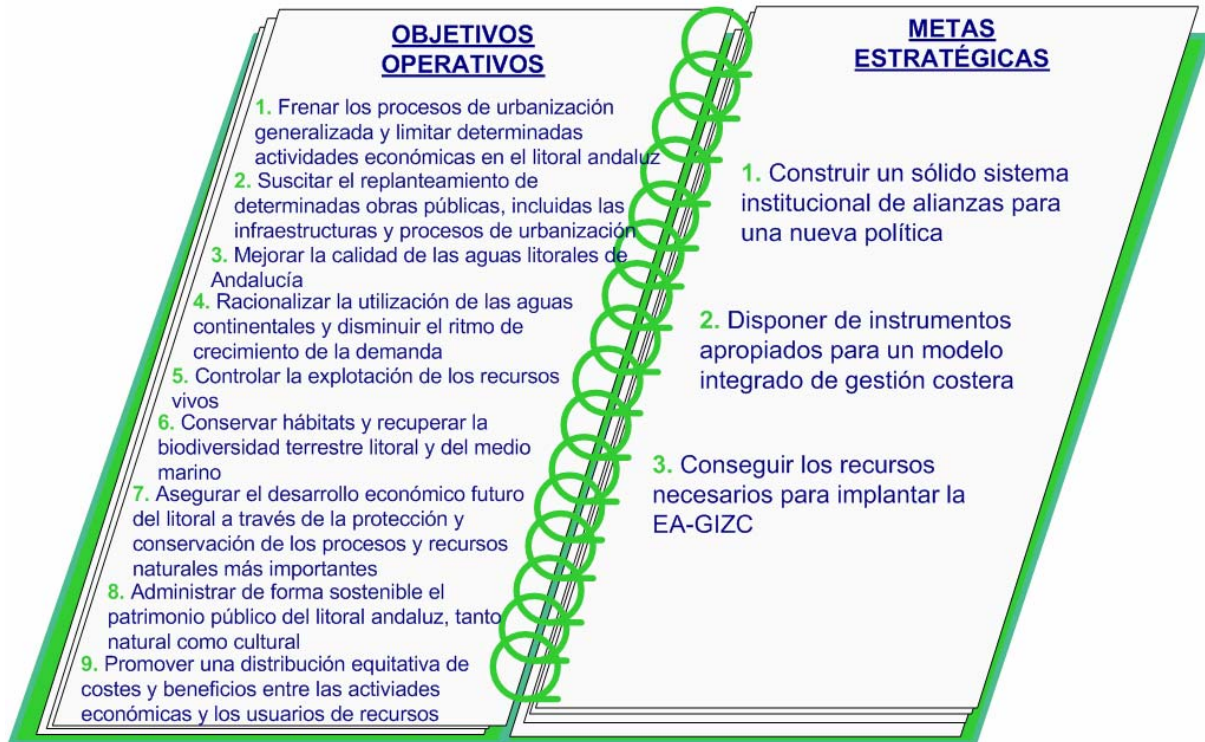 OBJETIVOS
OPERATIVOS
1. Frenar los procesos de urbanización
generalizada y limitar determinadas
actividades económicas en el litoral andaluz
2. Suscitar el replanteamiento de
determinadas obras públicas, incluidas las
infraestructuras y procesos de urbanización
3. Mejorar la calidad de las aguas litorales de
Andalucía
4. Racionalizar la utilización de las aguas
continentales y disminuir el ritmo de
crecimiento de la demanda
5. Controlar la explotación de los recursos
vivos
6. Conservar hábitats y recuperar la
biodiversidad terrestre litoral y del medio
marino
7. Asegurar el desarrollo económico futuro
del litoral a través de la protección y
conservación de los procesos y recursos
naturales más importantes
8. Administrar de forma sostenible el
patrimonio público del litoral andaluz, tanto
natural como cultural
9. Promover una distribución equitativa de
costes y beneficios entre las activiades
económicas y los usuarios de recursos
METAS
ESTRATÉGICAS
1. Construir un sólido sistema
institucional de alianzas para
una nueva política
2. Disponer de instrumentos
apropiados para un modelo
integrado de gestión costera
3. Conseguir los recursos
necesarios para implantar la
EA-GIZC